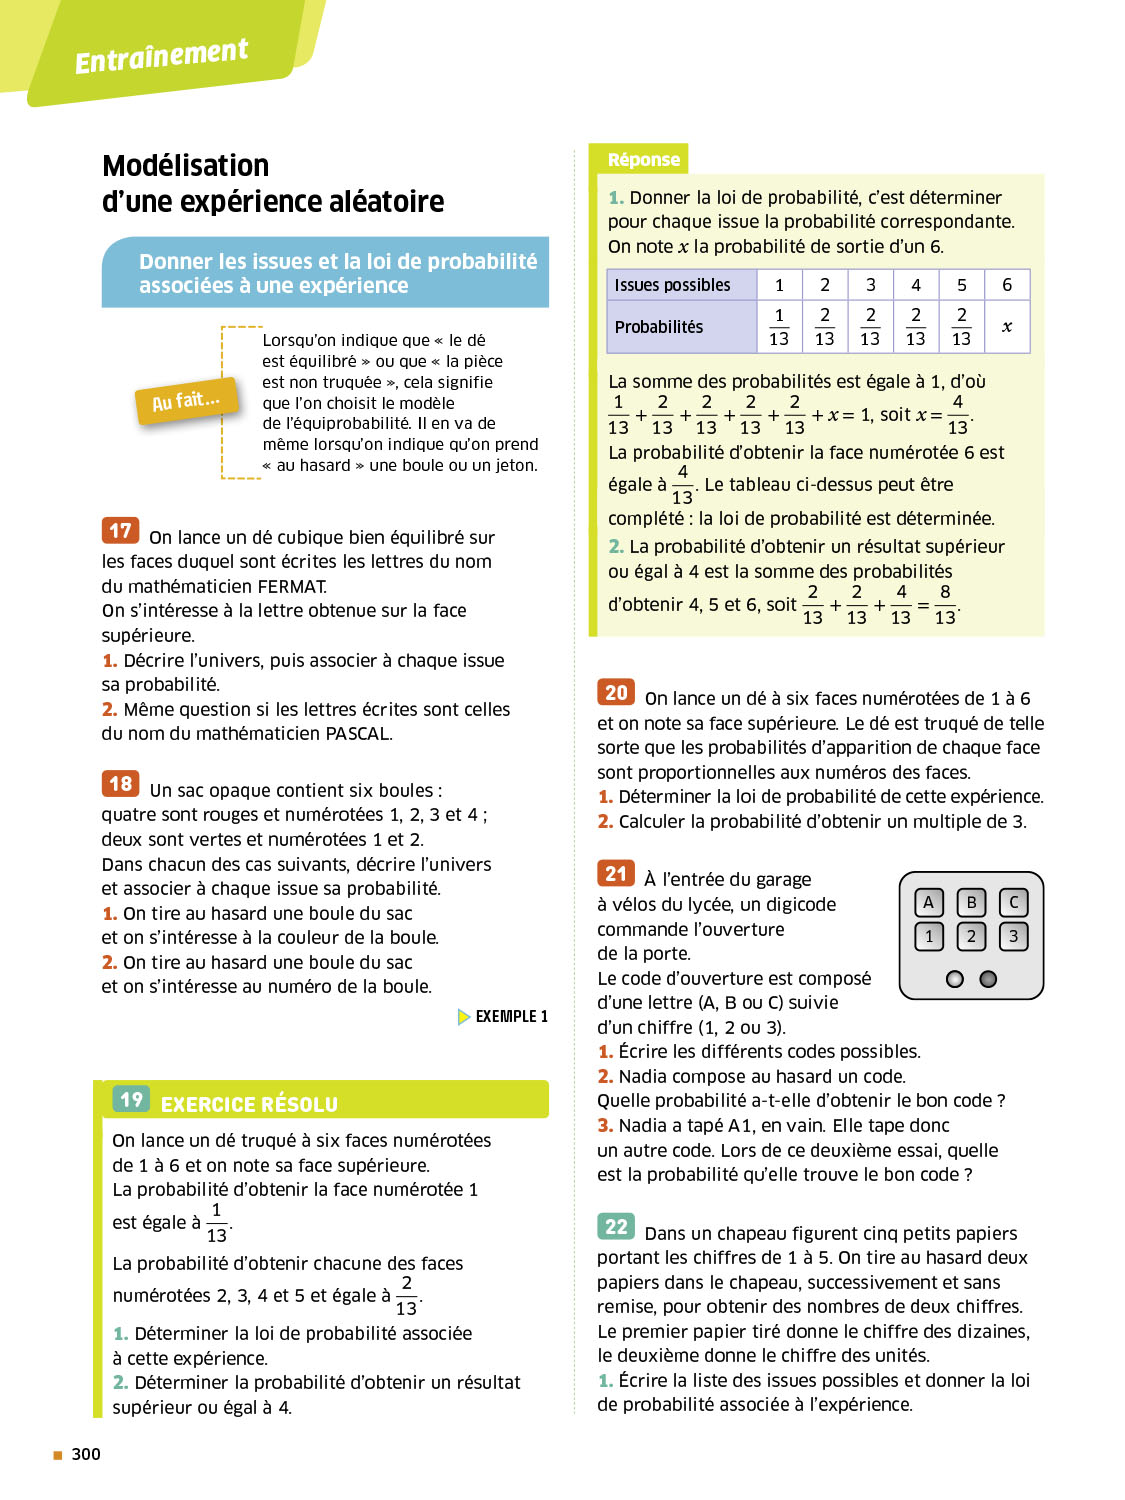 Entraînement
Modélisation
d'une expérience aléatoire
Donner les issues et la loi de probabilité
associées à une expérience
Au fait...
Lorsqu'on indique que « le dé
est équilibré » ou que « la pièce
est non truquée », cela signifie
que l'on choisit le modèle
de l'équiprobabilité. Il en va de
même lorsqu'on indique qu'on prend
« au hasard » une boule ou un jeton.
17 On lance un dé cubique bien équilibré sur
les faces duquel sont écrites les lettres du nom
du mathématicien FERMAT.
On s'intéresse à la lettre obtenue sur la face
supérieure.
1. Décrire l'univers, puis associer à chaque issue
sa probabilité.
2. Même question si les lettres écrites sont celles
du nom du mathématicien PASCAL.
18 Un sac opaque contient six boules :
quatre sont rouges et numérotées 1, 2, 3 et 4 ;
deux sont vertes et numérotées 1 et 2.
Dans chacun des cas suivants, décrire l'univers
et associer à chaque issue sa probabilité.
1. On tire au hasard une boule du sac
et on s'intéresse à la couleur de la boule.
2. On tire au hasard une boule du sac
et on s'intéresse au numéro de la boule.
EXEMPLE 1
19 EXERCICE RÉSOLU
On lance un dé truqué à six faces numérotées
de 1 à 6 et on note sa face supérieure.
La probabilité d'obtenir la face numérotée 1
est égale à 1/13.
La probabilité d'obtenir chacune des faces
numérotées 2, 3, 4 et 5 et égale à 2/13.
1. Déterminer la loi de probabilité associée
à cette expérience.
2. Déterminer la probabilité d'obtenir un résultat
supérieur ou égal à 4.
300
Réponse
1. Donner la loi de probabilité, c'est déterminer
pour chaque issue la probabilité correspondante.
On note x la probabilité de sortie d'un 6.
Issues possibles 1 2 3 4 5 6
Probabilités 1/13 2/13 2/13 2/13 2/13 x
La somme des probabilités est égale à 1, d'où
1/13 + 2/13 + 2/13 + 2/13 + 2/13 + x = 1, soit x = 4/13.
La probabilité d'obtenir la face numérotée 6 est
égale à 4/13. Le tableau ci-dessus peut être
complété : la loi de probabilité est déterminée.
2. La probabilité d'obtenir un résultat supérieur
ou égal à 4 est la somme des probabilités
d'obtenir 4, 5 et 6, soit 2/13 + 2/13 + 4/13 = 8/13.
20 On lance un dé à six faces numérotées de 1 à 6
et on note sa face supérieure. Le dé est truqué de telle
sorte que les probabilités d'apparition de chaque face
sont proportionnelles aux numéros des faces.
1. Déterminer la loi de probabilité de cette expérience.
2. Calculer la probabilité d'obtenir un multiple de 3.
21 À l'entrée du garage
à vélos du lycée, un digicode
commande l'ouverture
de la porte.
Le code d'ouverture est composé
d'une lettre (A, B ou C) suivie
d'un chiffre (1, 2 ou 3).
A B C
1 2 3
1. Écrire les différents codes possibles.
2. Nadia compose au hasard un code.
Quelle probabilité a-t-elle d'obtenir le bon code ?
3. Nadia a tapé A1, en vain. Elle tape donc
un autre code. Lors de ce deuxième essai, quelle
est la probabilité qu'elle trouve le bon code ?
22 Dans un chapeau figurent cinq petits papiers
portant les chiffres de 1 à 5. On tire au hasard deux
papiers dans le chapeau, successivement et sans
remise, pour obtenir des nombres de deux chiffres.
Le premier papier tiré donne le chiffre des dizaines,
le deuxième donne le chiffre des unités.
1. Écrire la liste des issues possibles et donner la loi
de probabilité associée à l'expérience.